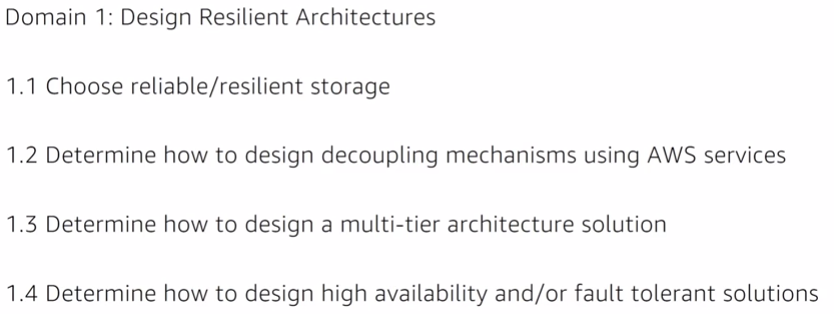 Domain 1: Design Resilient Architectures
1.1 Choose reliable/resilient storage
1.2 Determine how to design decoupling mechanisms using AWS services
1.3 Determine how to design a multi-tier architecture solution
1.4 Determine how to design high availability and/or fault tolerant solutions